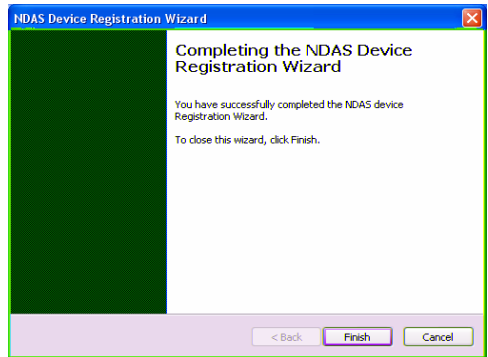 NDAS Device Registration Wizard
Completing the NDAS Device
Registration Wizard
You have successfully completed the NDAS device
Registration Wizard.
To close this wizard, click Finish.
< Back
Finish
Cancel